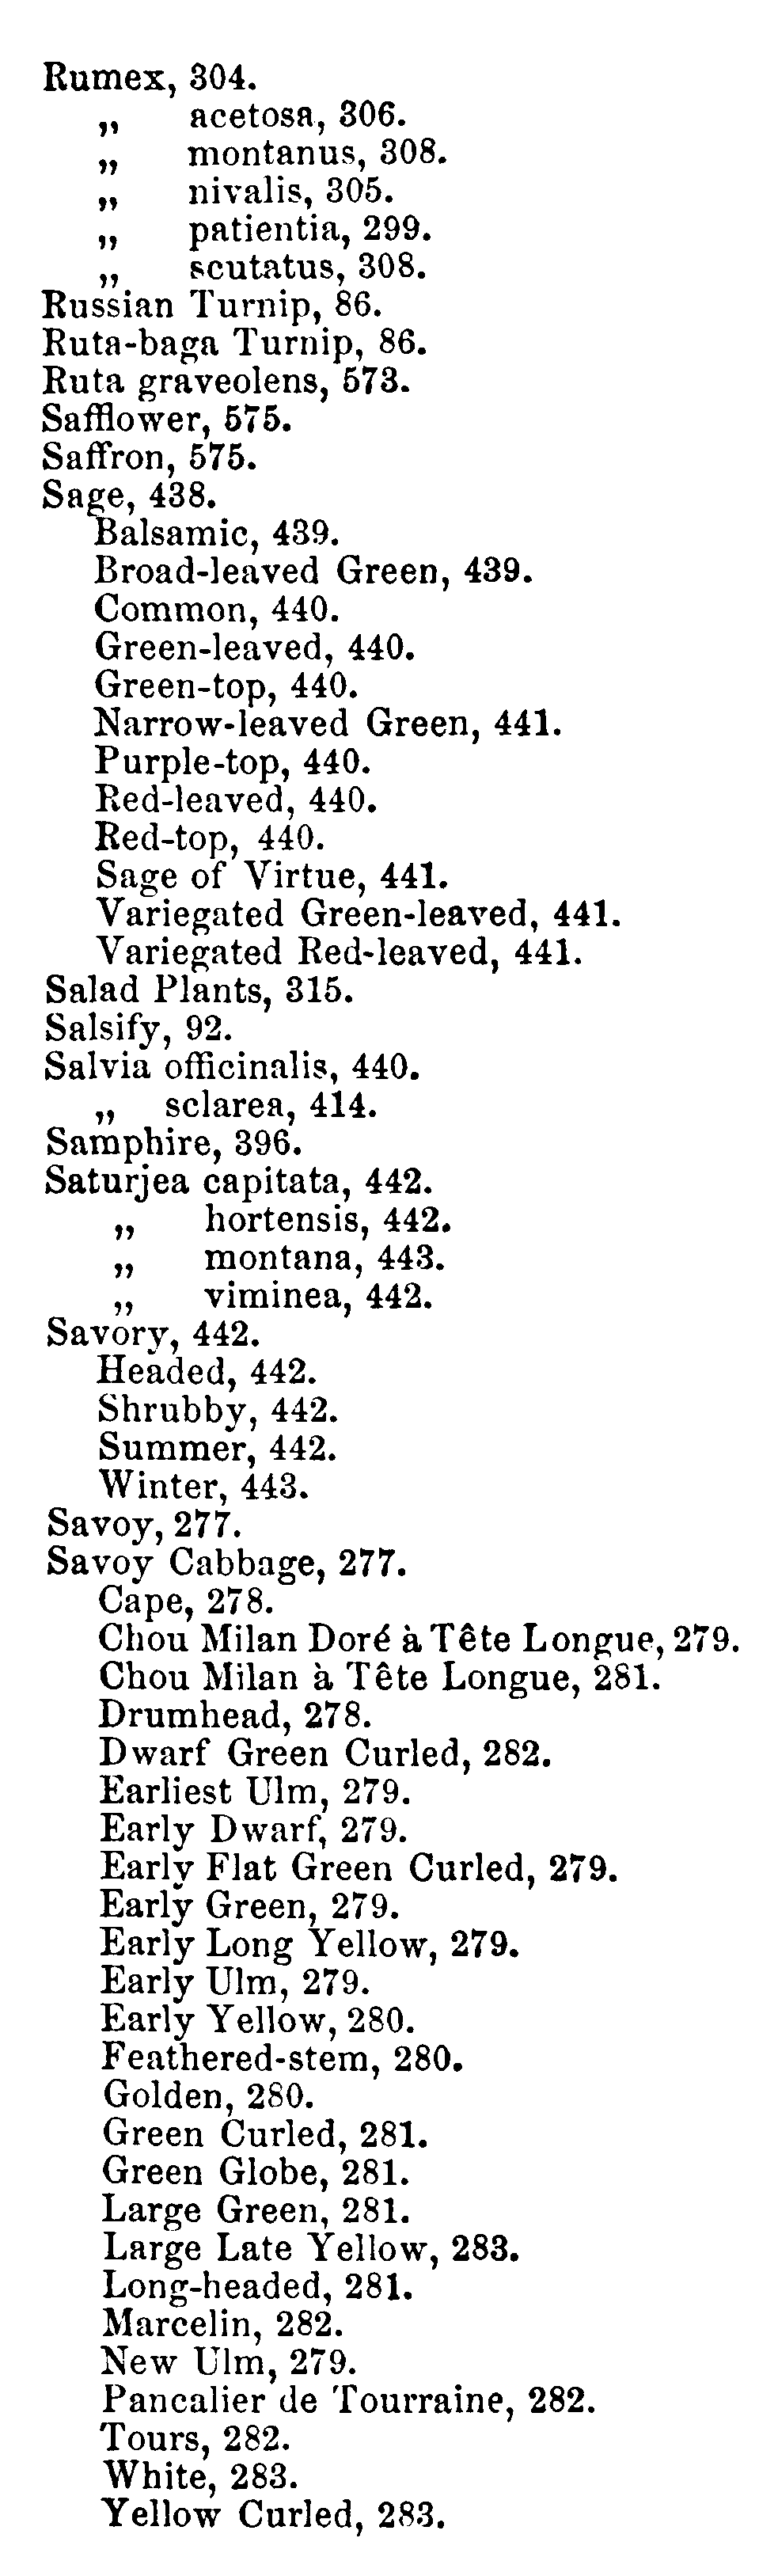 Rumex, 304.
„ acetosa, 306.
„ montanus, 308.
„ nivalis, 305.
„ patientia, 299.
„ scutatus, 308.
Russian Turnip, 86.
Ruta-baga Turnip, 86.
Ruta graveolens, 573.
Safflower, 575.
Saffron, 575.
Sage, 438.
Balsamic, 439.
Broad-leaved Green, 439.
Common, 440.
Green-leaved, 440.
Green-top, 440.
Narrow-leaved Green, 441.
Purple-top, 440.
Red-leaved, 440.
Red-top, 440.
Sage of Virtue, 441.
Variegated Green-leaved, 441.
Variegated Red-leaved, 441.
Salad Plants, 315.
Salsify, 92.
Salvia officinalis, 440.
„ sclarea, 414.
Samphire, 396.
Saturjea capitata, 442.
„ hortensis, 442.
„ montana, 443.
„ viminea, 442.
Savory, 442.
Headed, 442.
Shrubby, 442.
Summer, 442.
Winter, 443.
Savoy, 277.
Savoy Cabbage, 277.
Cape, 278.
Chou Milan Doré à Tête Longue, 279.
Chou Milan à Tête Longue, 281.
Drumhead, 278.
Dwarf Green Curled, 282.
Earliest Ulm, 279.
Early Dwarf, 279.
Early Flat Green Curled, 279.
Early Green, 279.
Early Long Yellow, 279.
Early Ulm, 279.
Early Yellow, 280.
Feathered-stem, 280.
Golden, 280.
Green Curled, 281.
Green Globe, 281.
Large Green, 281.
Large Late Yellow, 283.
Long-headed, 281.
Marcelin, 282.
New Ulm, 279.
Pancalier de Tourraine, 282.
Tours, 282.
White, 283.
Yellow Curled, 283.